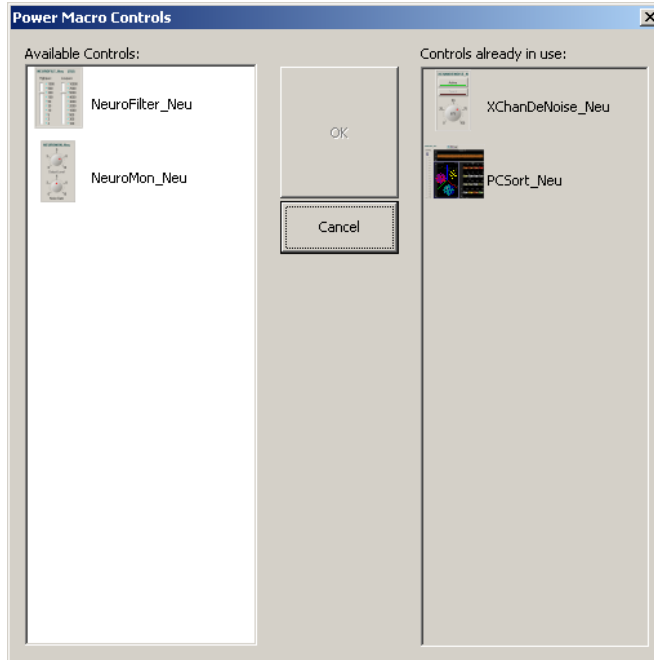 Power Macro Controls
Available Controls:
NeuroFilter_Neu
NeuroMon_Neu
OK
Cancel
Controls already in use:
XChanDeNoise_Neu
PCSort_Neu